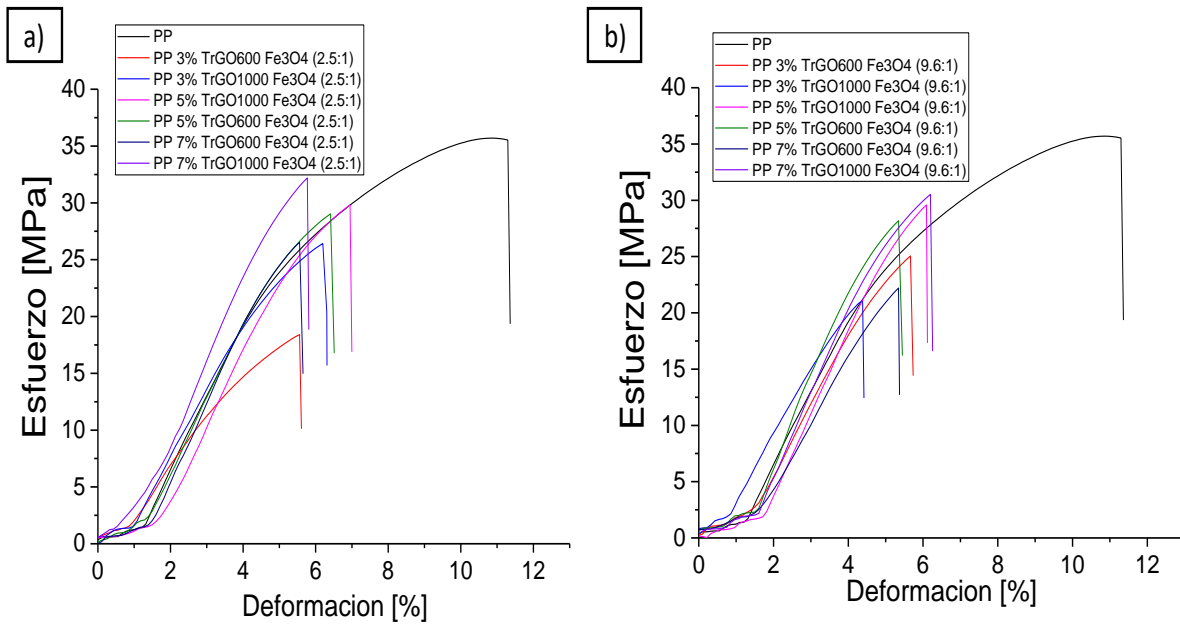 a)
PP
PP 3% TrGO600 Fe3O4 (2.5:1)
PP 3% TrGO1000 Fe3O4 (2.5:1)
PP 5% TrGO1000 Fe3O4 (2.5:1)
PP 5% TrGO600 Fe3O4 (2.5:1)
PP 7% TrGO600 Fe3O4 (2.5:1)
PP 7% TrGO1000 Fe3O4 (2.5:1)
40
35
30
25
20
15
10
5
0
Esfuerzo [MPa]
0 2 4 6 8 10 12
Deformacion [%]
b)
PP
PP 3% TrGO600 Fe3O4 (9.6:1)
PP 3% TrGO1000 Fe3O4 (9.6:1)
PP 5% TrGO1000 Fe3O4 (9.6:1)
PP 5% TrGO600 Fe3O4 (9.6:1)
PP 7% TrGO600 Fe3O4 (9.6:1)
PP 7% TrGO1000 Fe3O4 (9.6:1)
40
35
30
25
20
15
10
5
0
Esfuerzo [MPa]
0 2 4 6 8 10 12
Deformacion [%]